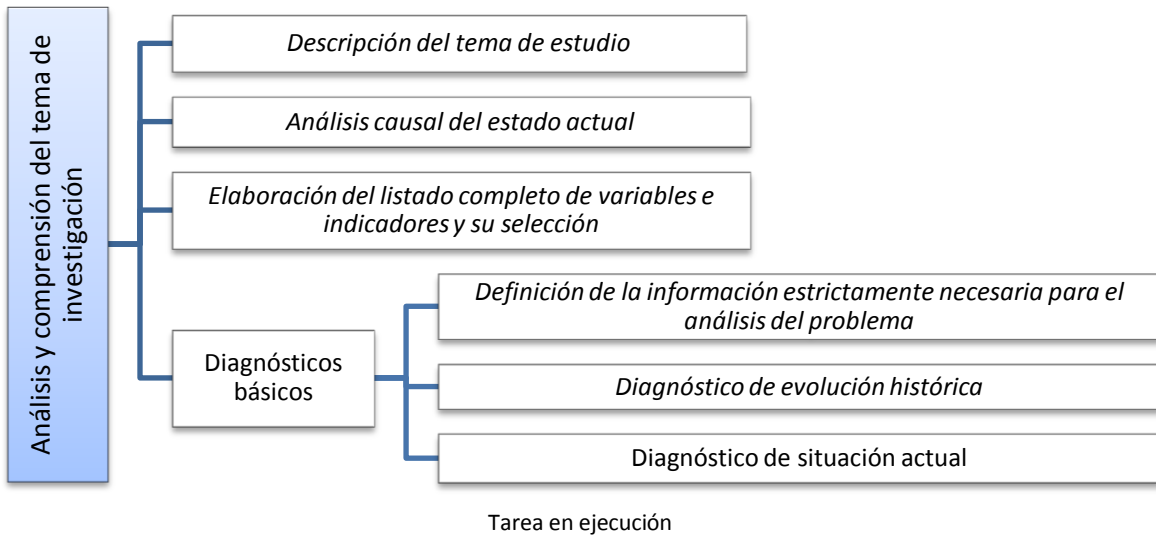 Análisis y comprensión del tema de
investigación
Descripción del tema de estudio
Análisis causal del estado actual
Elaboración del listado completo de variables e
indicadores y su selección
Diagnósticos
básicos
Definición de la información estrictamente necesaria para el
análisis del problema
Diagnóstico de evolución histórica
Diagnóstico de situación actual
Tarea en ejecución